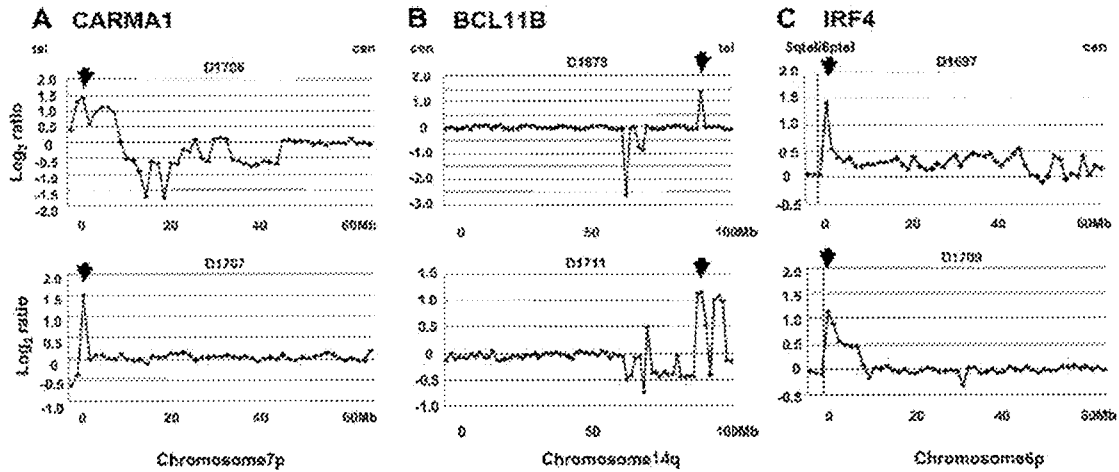 A CARMA1
B BCL11B
C IRF4
tel cen
cen tel
cen
D1706
D1697
2.0
1.5
1.0
0.5
0
-0.5
-1.0
-1.5
-2.0
Log2 ratio
0 20 40 60Mb
2.0
1.0
0
-1.0
-2.0
-3.0
0 50 100Mb
2.0
1.5
1.0
0.5
0
-0.5
0 20 40 60Mb
D1707
D1711
D1709
2.0
1.5
1.0
0.5
0
-0.5
-1.0
Log2 ratio
0 20 40 60Mb
Chromosome7p
1.5
1.0
0.5
0
-0.5
-1.0
0 50 100Mb
Chromosome14q
2.0
1.5
1.0
0.5
0
-0.5
0 20 40 60Mb
Chromosome6p